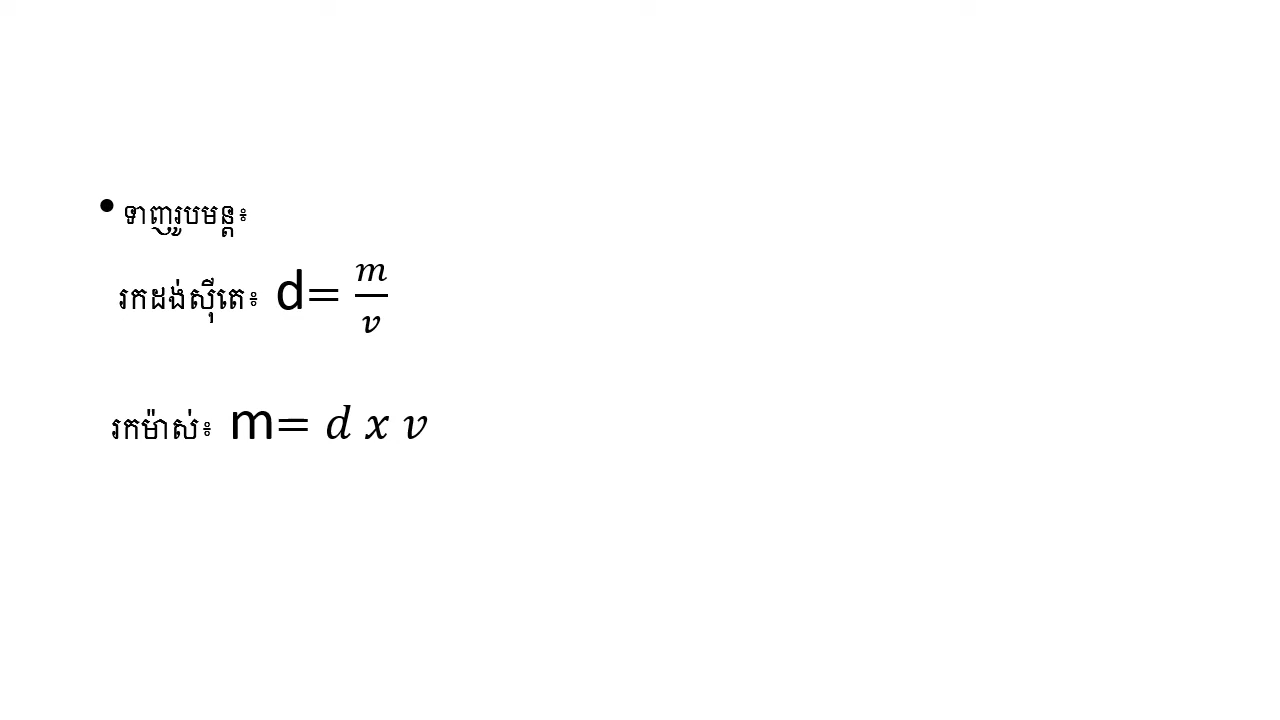 • ទាញរូបមន្ត៖
រកដង់ស៊ីតេ៖ d= m/v
រកម៉ាស់៖ m= d x v